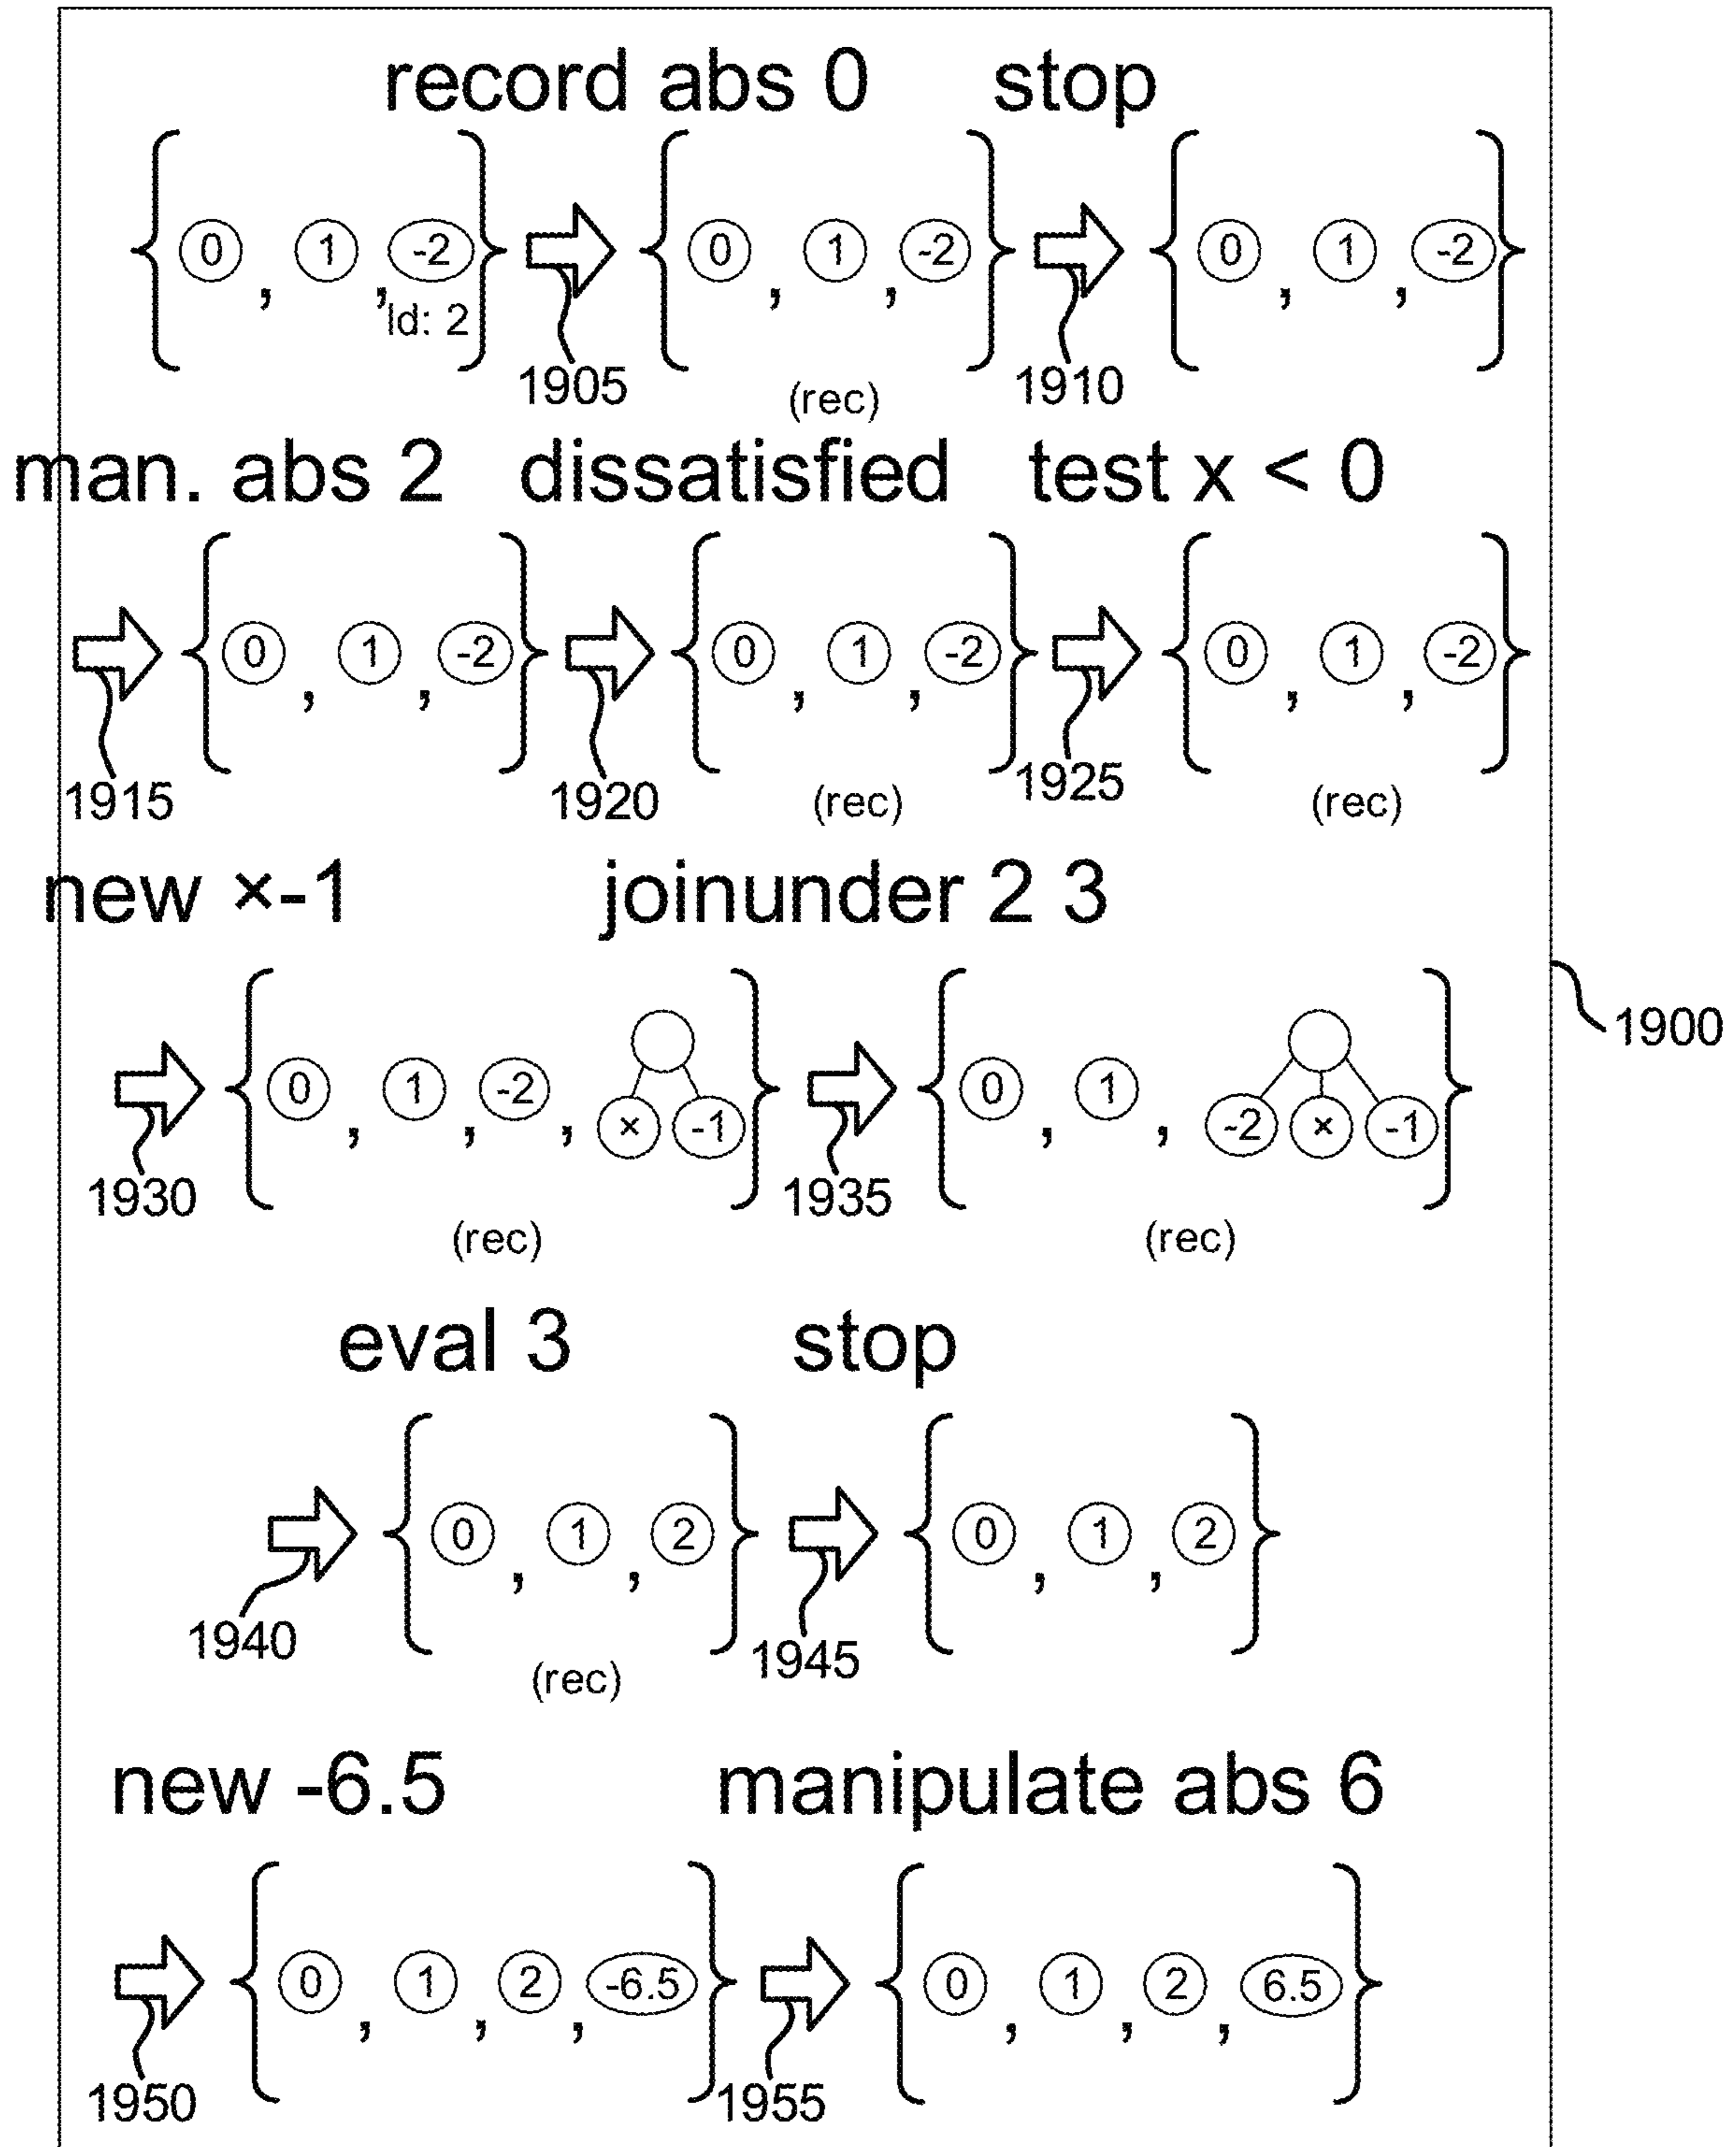 record abs 0 stop
{ 0 , 1 , -2 } { 0 , 1 , -2 } { 0 , 1 , -2 }
Id: 2
1905 (rec) 1910
man. abs 2 dissatisfied test x < 0
{ 0 , 1 , -2 } { 0 , 1 , -2 } { 0 , 1 , -2 }
1915 1920 (rec) 1925 (rec)
new ×-1 joinunder 2 3
1900
{ 0 , 1 , -2 , × -1 } { 0 , 1 , -2 × -1 }
1930 1935
(rec) (rec)
eval 3 stop
{ 0 , 1 , 2 } { 0 , 1 , 2 }
1940 1945
(rec)
new -6.5 manipulate abs 6
{ 0 , 1 , 2 , -6.5 } { 0 , 1 , 2 , 6.5 }
1950 1955